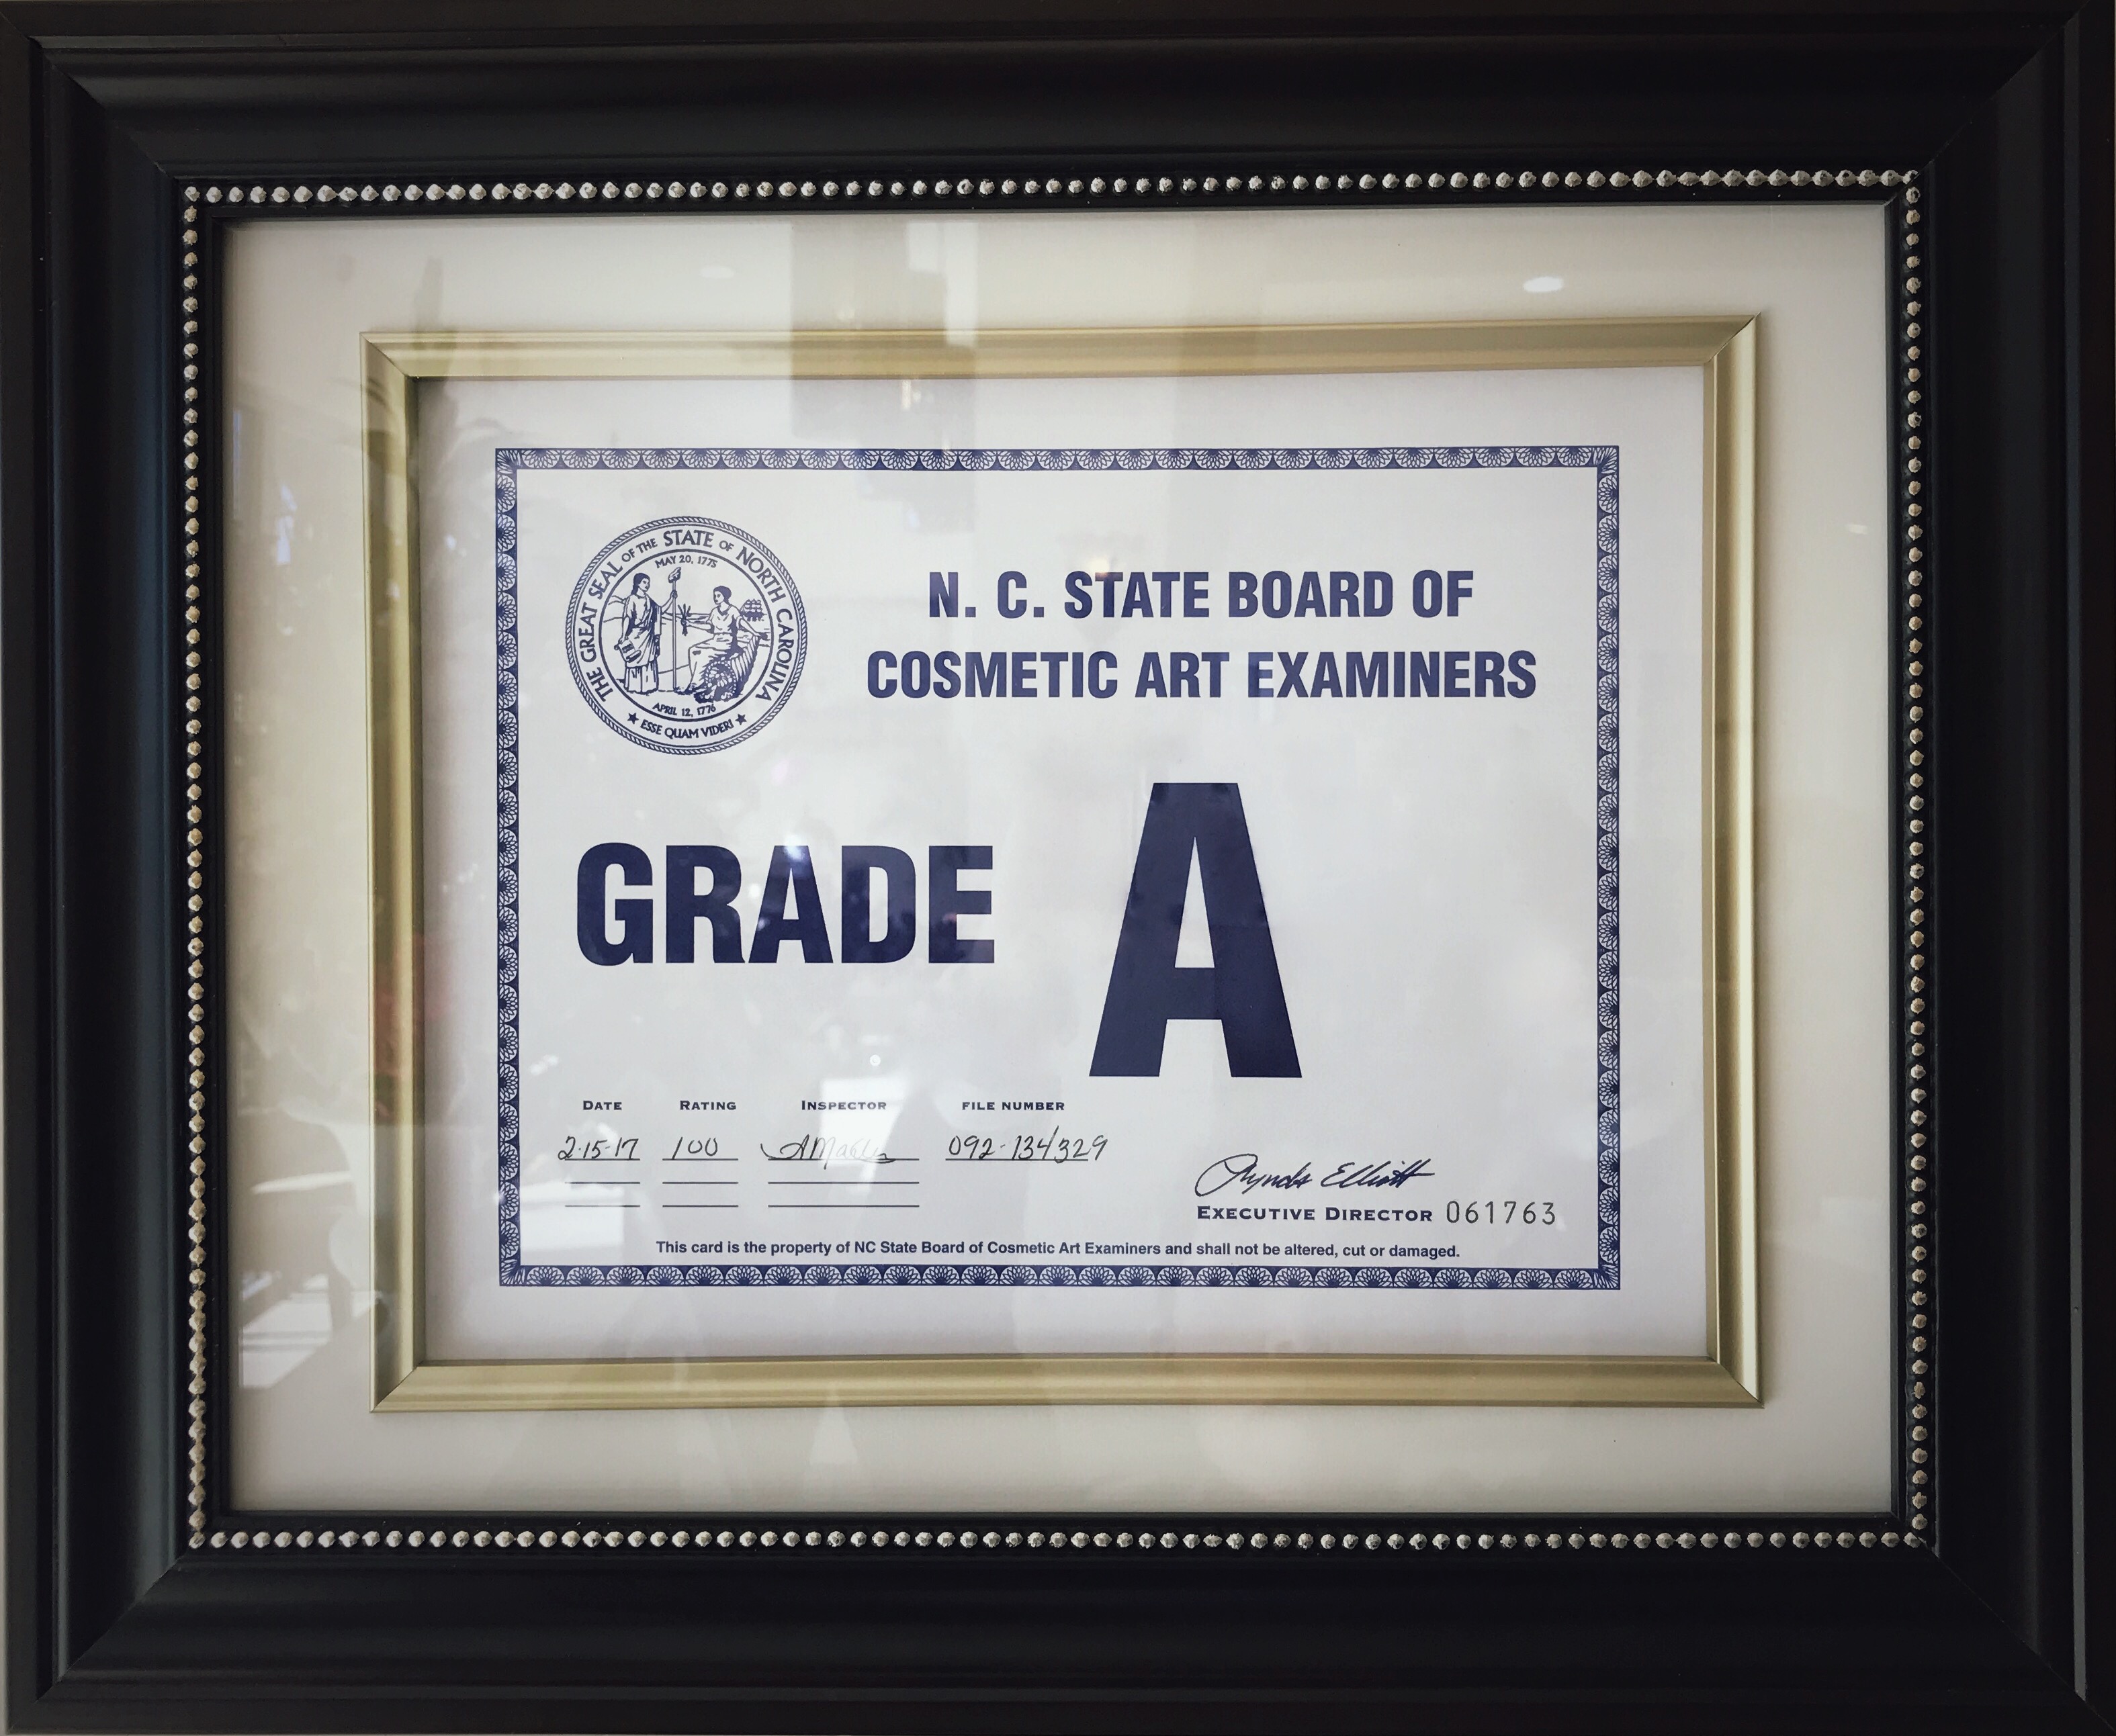 THE GREAT SEAL OF THE STATE OF NORTH CAROLINA
MAY 20, 1775
APRIL 12, 1776
★ ESSE QUAM VIDERI ★
N. C. STATE BOARD OF
COSMETIC ART EXAMINERS
GRADE A
DATE RATING INSPECTOR FILE NUMBER
2-15-17 100 092-134329
Lynda Elliott
EXECUTIVE DIRECTOR 061763
This card is the property of NC State Board of Cosmetic Art Examiners and shall not be altered, cut or damaged.